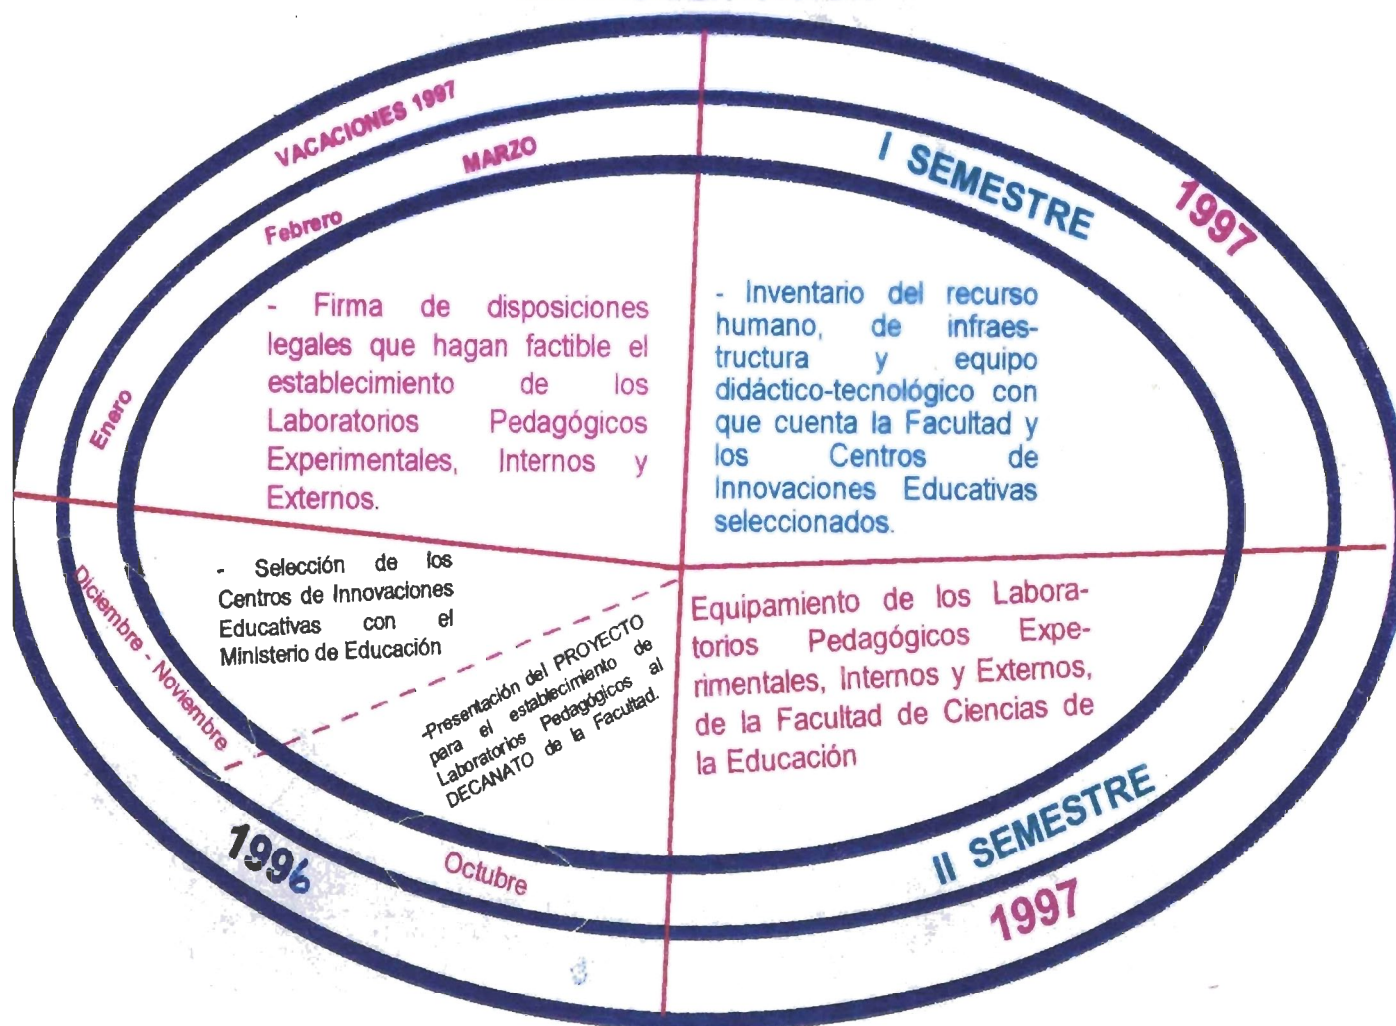 VACACIONES 1997
MARZO
Febrero
Enero
- Firma de disposiciones
legales que hagan factible el
establecimiento de los
Laboratorios Pedagógicos
Experimentales, Internos y
Externos.
I SEMESTRE
1997
- Inventario del recurso
humano, de infraes-
tructura y equipo
didáctico-tecnológico con
que cuenta la Facultad y
los Centros de
Innovaciones Educativas
seleccionados.
- Selección de los
Centros de Innovaciones
Educativas con el
Ministerio de Educación
Diciembre - Noviembre
-Presentación del PROYECTO
para el establecimiento de
Laboratorios Pedagógicos al
DECANATO de la Facultad.
1996
Octubre
Equipamiento de los Labora-
torios Pedagógicos Expe-
rimentales, Internos y Externos,
de la Facultad de Ciencias de
la Educación
II SEMESTRE
1997